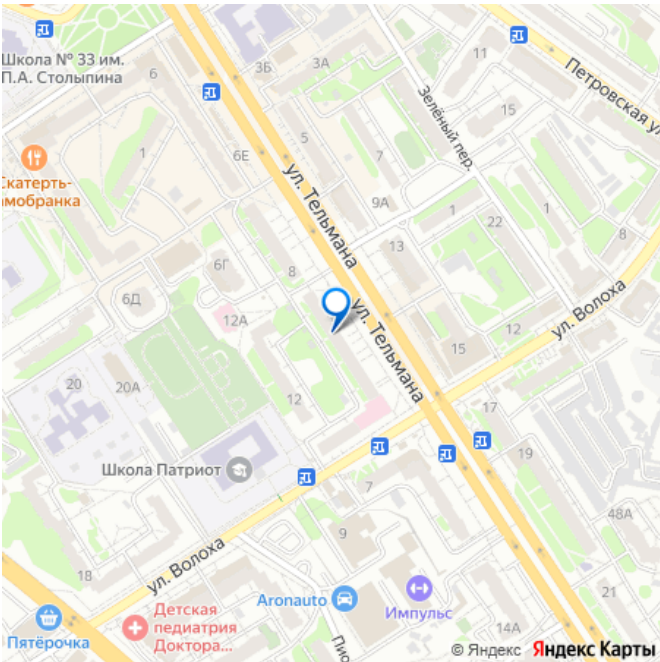 Школа № 33 им.
П.А. Столыпина
6
3Б
3А
11
Петровская ул
Зелёный пер.
15
1
6Е
5
7
Скатерть-
амобранка
ул. Тельмана
9А
1
22
8
13
6Г
8
6Д
12А
ул. Тельмана
ул. Волоха
12
15
20
20А
12
17
Школа Патриот
19
7
48А
9
ул. Волоха
18
21
Aronauto
Импульс
Детская
педиатрия
Доктора...
Пятёрочка
Пио
14А
© Яндекс Яндекс Карты